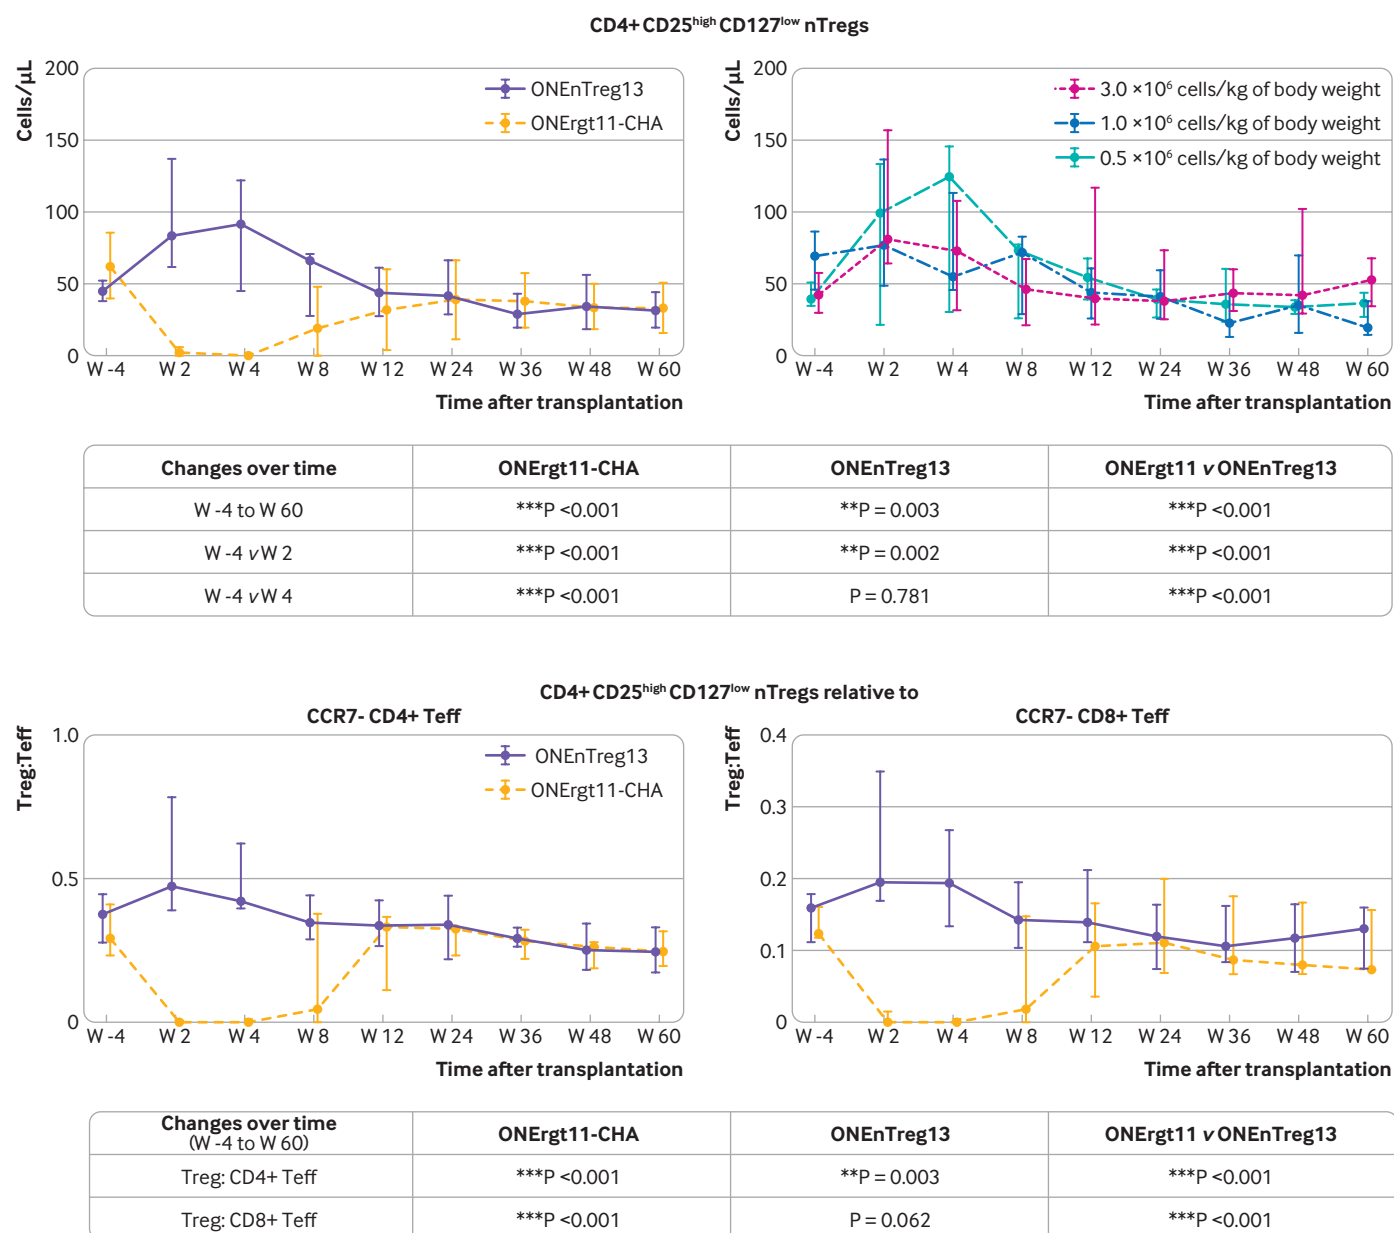 CD4+ CD25high CD127low nTregs
Cells/μL
200
150
100
50
0
ONEnTreg13
ONErgt11-CHA
W -4 W 2 W 4 W 8 W 12 W 24 W 36 W 48 W 60
Time after transplantation
Cells/μL
200
150
100
50
0
3.0 ×10⁶ cells/kg of body weight
1.0 ×10⁶ cells/kg of body weight
0.5 ×10⁶ cells/kg of body weight
W -4 W 2 W 4 W 8 W 12 W 24 W 36 W 48 W 60
Time after transplantation
Changes over time ONErgt11-CHA ONEnTreg13 ONErgt11 v ONEnTreg13
W -4 to W 60 ***P <0.001 **P = 0.003 ***P <0.001
W -4 v W 2 ***P <0.001 **P = 0.002 ***P <0.001
W -4 v W 4 ***P <0.001 P = 0.781 ***P <0.001
CD4+ CD25high CD127low nTregs relative to
CCR7- CD4+ Teff
Treg:Teff
1.0
0.5
0
ONEnTreg13
ONErgt11-CHA
W -4 W 2 W 4 W 8 W 12 W 24 W 36 W 48 W 60
Time after transplantation
CCR7- CD8+ Teff
Treg:Teff
0.4
0.3
0.2
0.1
0
W -4 W 2 W 4 W 8 W 12 W 24 W 36 W 48 W 60
Time after transplantation
Changes over time
(W -4 to W 60)
ONErgt11-CHA ONEnTreg13 ONErgt11 v ONEnTreg13
Treg: CD4+ Teff ***P <0.001 **P = 0.003 ***P <0.001
Treg: CD8+ Teff ***P <0.001 P = 0.062 ***P <0.001